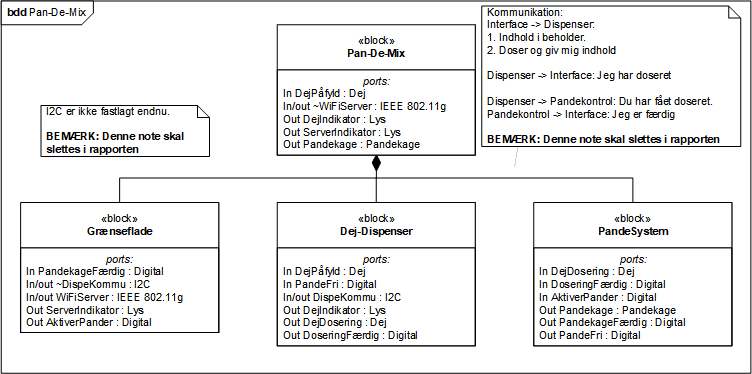 bdd Pan-De-Mix
«block»
Pan-De-Mix
ports:
In DejPåfyld : Dej
In/out ~WiFiServer : IEEE 802.11g
Out DejIndikator : Lys
Out ServerIndikator : Lys
Out Pandekage : Pandekage
Kommunikation:
Interface -> Dispenser:
1. Indhold i beholder.
2. Doser og giv mig indhold
Dispenser -> Interface: Jeg har doseret
Dispenser -> Pandekontrol: Du har fået doseret.
Pandekontrol -> Interface: Jeg er færdig
BEMÆRK: Denne note skal slettes i rapporten
I2C er ikke fastlagt endnu.
BEMÆRK: Denne note skal
slettes i rapporten
«block»
Grænseflade
ports:
In PandekageFærdig : Digital
In/out ~DispeKommu : I2C
In/out WiFiServer : IEEE 802.11g
Out ServerIndikator : Lys
Out AktiverPander : Digital
«block»
Dej-Dispenser
ports:
In DejPåfyld : Dej
In PandeFri : Digital
In/out DispeKommu : I2C
Out DejIndikator : Lys
Out DejDosering : Dej
Out DoseringFærdig : Digital
«block»
PandeSystem
ports:
In DejDosering : Dej
In DoseringFærdig : Digital
In AktiverPander : Digital
Out Pandekage : Pandekage
Out PandekageFærdig : Digital
Out PandeFri : Digital